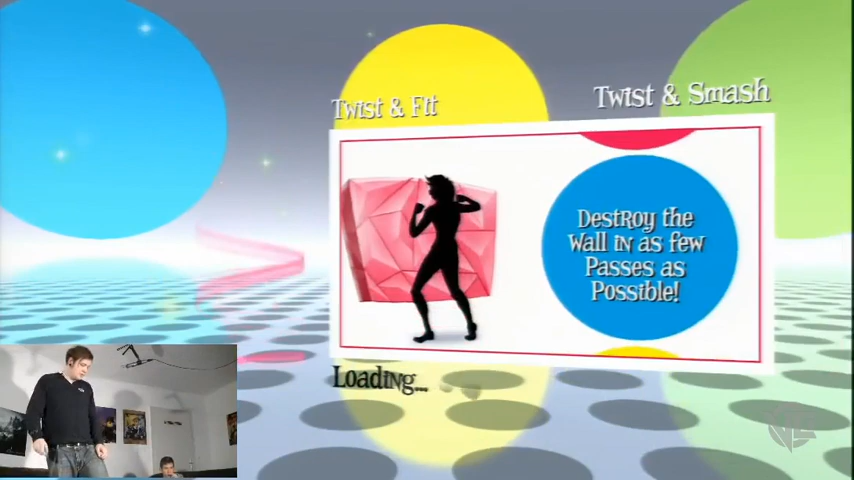 Twist & Fit
Twist & Smash
Destroy the
Wall in as few
Passes as
Possible!
Loading...